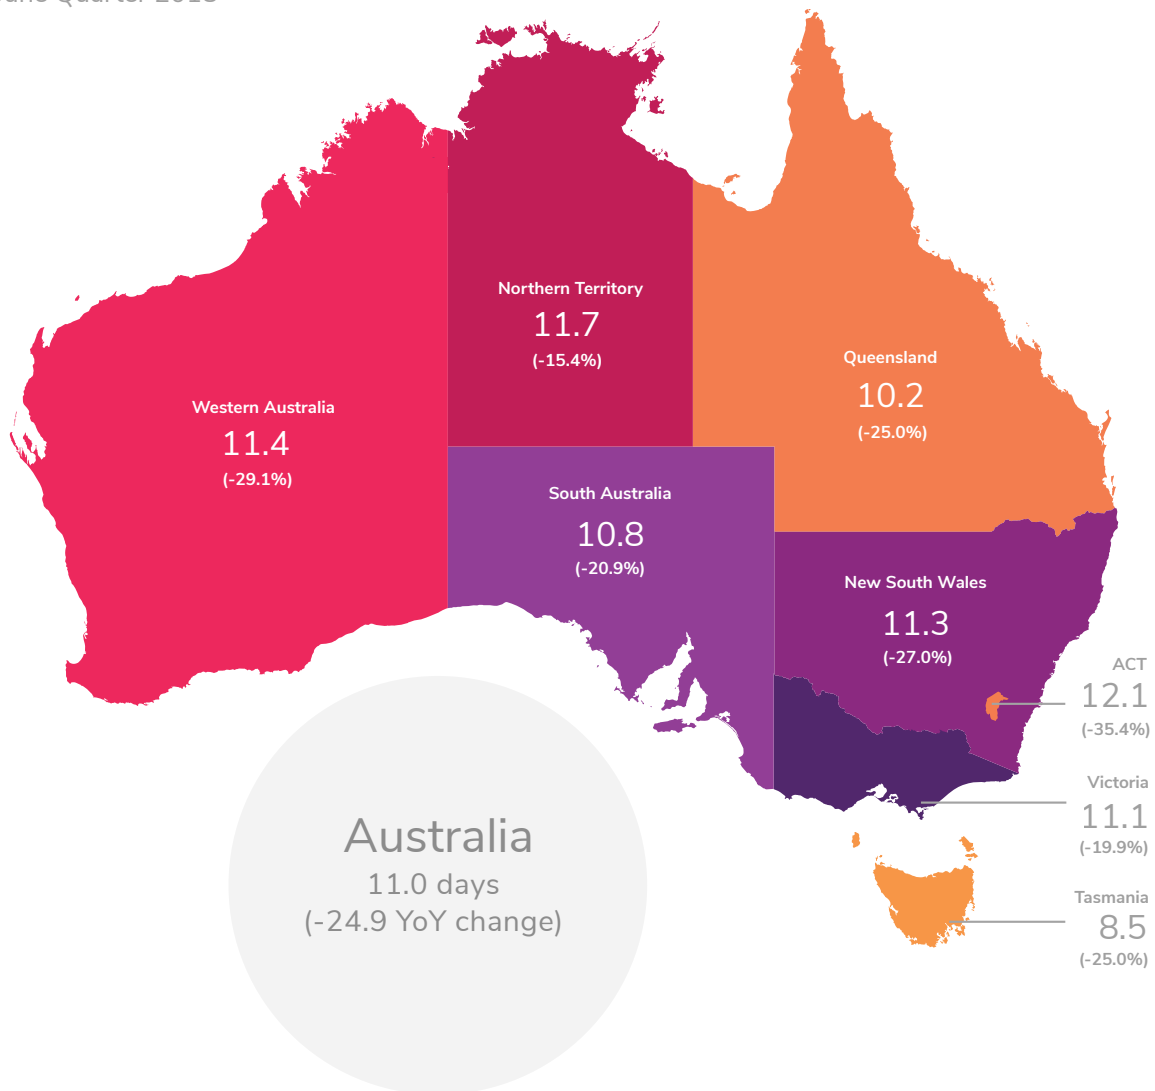 Quarter 2018
Northern Territory
11.7
(-15.4%)
Queensland
10.2
(-25.0%)
Western Australia
11.4
(-29.1%)
South Australia
10.8
(-20.9%)
New South Wales
11.3
(-27.0%)
ACT
12.1
(-35.4%)
Victoria
11.1
(-19.9%)
Australia
11.0 days
(-24.9 YoY change)
Tasmania
8.5
(-25.0%)